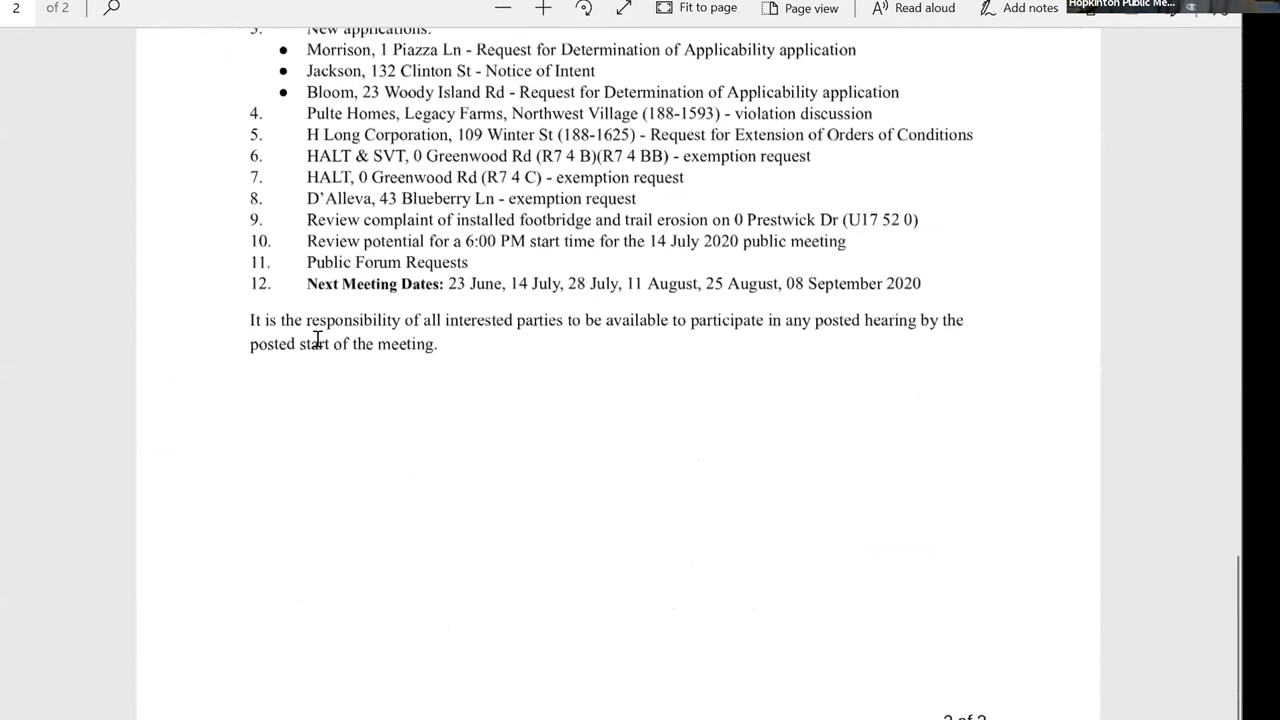 2 of 2 Fit to page Page view Read aloud Add notes Hopkinton Public Me...
3. New applications:
● Morrison, 1 Piazza Ln - Request for Determination of Applicability application
● Jackson, 132 Clinton St - Notice of Intent
● Bloom, 23 Woody Island Rd - Request for Determination of Applicability application
4. Pulte Homes, Legacy Farms, Northwest Village (188-1593) - violation discussion
5. H Long Corporation, 109 Winter St (188-1625) - Request for Extension of Orders of Conditions
6. HALT & SVT, 0 Greenwood Rd (R7 4 B)(R7 4 BB) - exemption request
7. HALT, 0 Greenwood Rd (R7 4 C) - exemption request
8. D’Alleva, 43 Blueberry Ln - exemption request
9. Review complaint of installed footbridge and trail erosion on 0 Prestwick Dr (U17 52 0)
10. Review potential for a 6:00 PM start time for the 14 July 2020 public meeting
11. Public Forum Requests
12. Next Meeting Dates: 23 June, 14 July, 28 July, 11 August, 25 August, 08 September 2020
It is the responsibility of all interested parties to be available to participate in any posted hearing by the
posted start of the meeting.
2 of 2